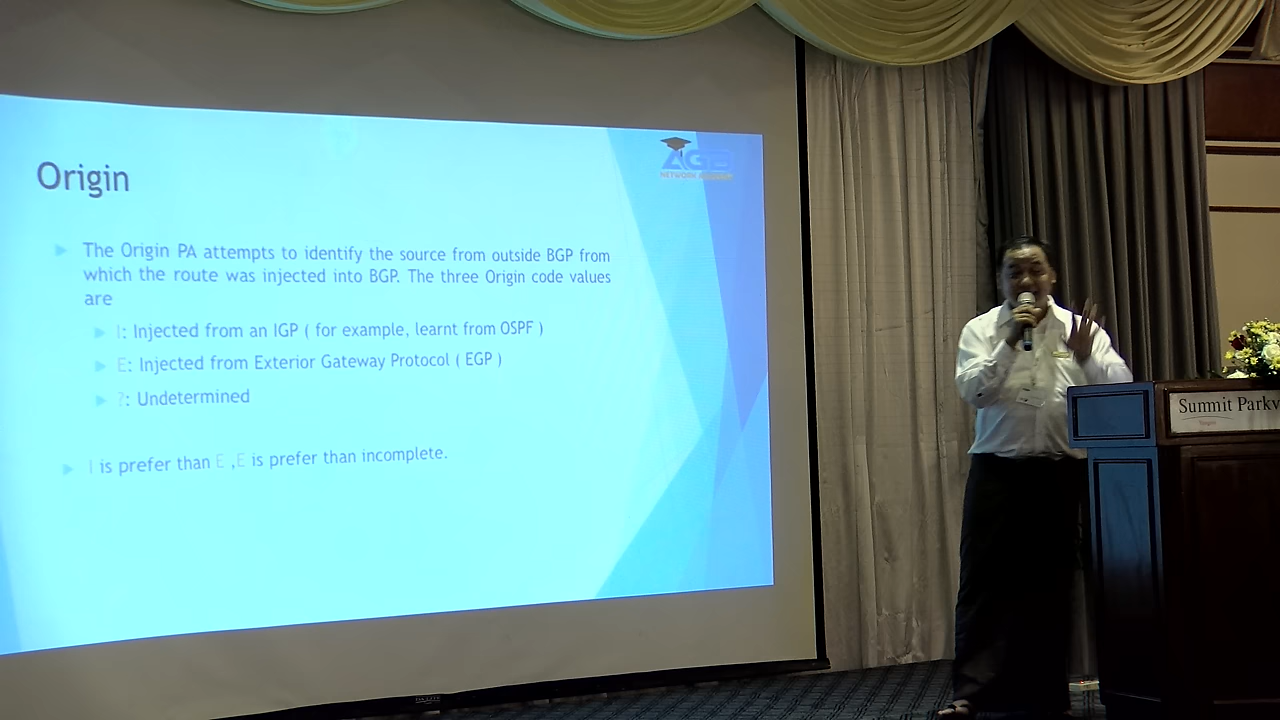 Origin
The Origin PA attempts to identify the source from outside BGP from
which the route was injected into BGP. The three Origin code values
are
I: Injected from an IGP ( for example, learnt from OSPF )
E: Injected from Exterior Gateway Protocol ( EGP )
?: Undetermined
I is prefer than E ,E is prefer than incomplete.
NETWORK
Summit Parkv